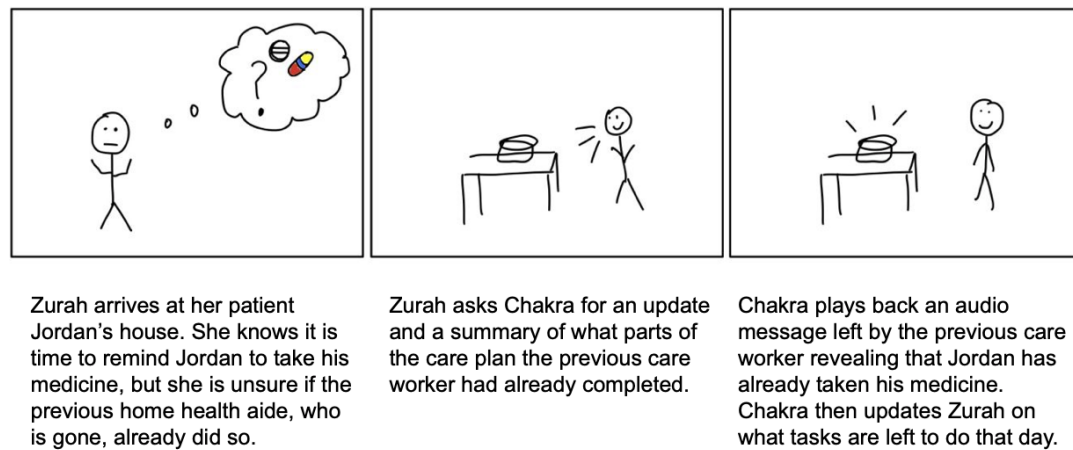 ?
Zurah arrives at her patient
Jordan’s house. She knows it is
time to remind Jordan to take his
medicine, but she is unsure if the
previous home health aide, who
is gone, already did so.
Zurah asks Chakra for an update
and a summary of what parts of
the care plan the previous care
worker had already completed.
Chakra plays back an audio
message left by the previous care
worker revealing that Jordan has
already taken his medicine.
Chakra then updates Zurah on
what tasks are left to do that day.